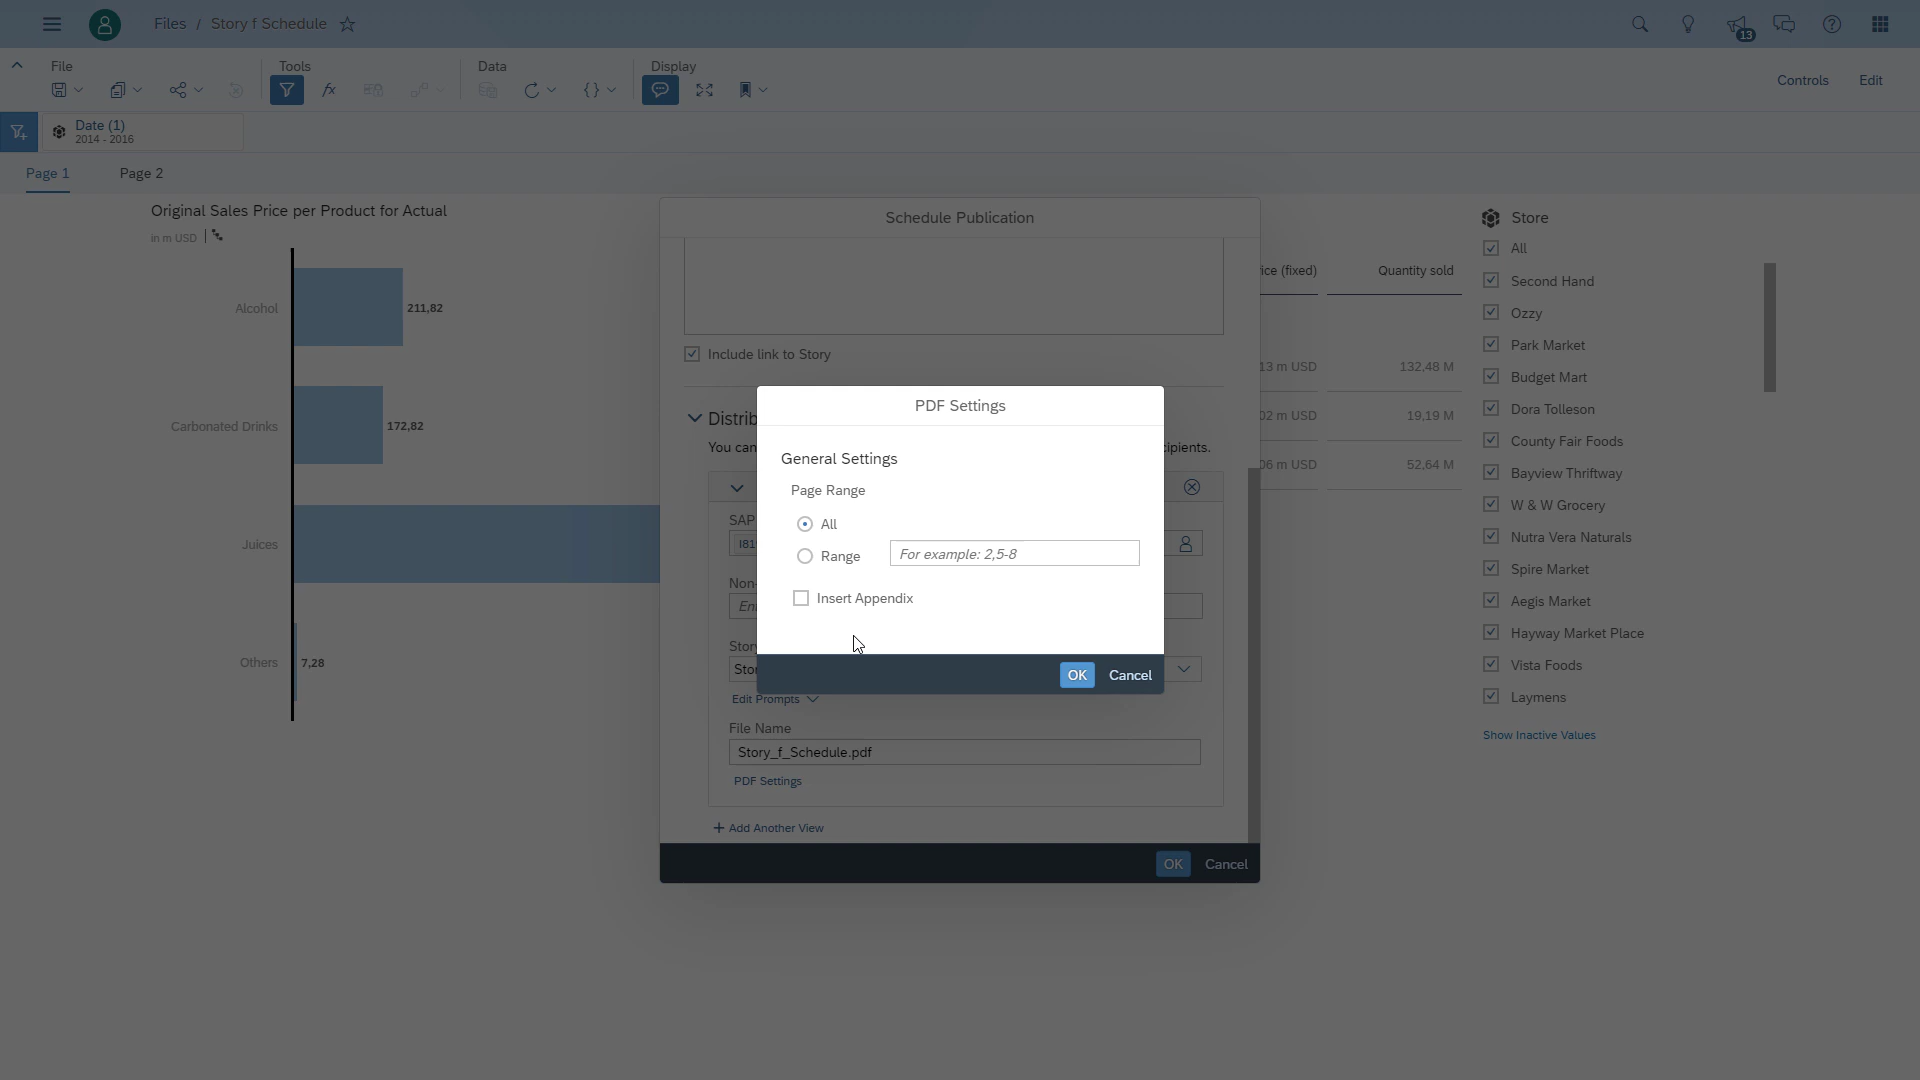 Files / Story f Schedule
13
File
Tools
Data
Display
Controls
Edit
fx
Date (1)
2014 - 2016
Page 1
Page 2
Original Sales Price per Product for Actual
in m USD
Alcohol
211,82
Carbonated Drinks
172,82
Juices
Others
7,28
Schedule Publication
Include link to Story
Distrib
You can
cipients.
SAP
I81
Non-
En
Story
Stor
Edit Prompts
File Name
Story_f_Schedule.pdf
PDF Settings
+ Add Another View
OK
Cancel
PDF Settings
General Settings
Page Range
All
Range
For example: 2,5-8
Insert Appendix
OK
Cancel
ice (fixed)
Quantity sold
13 m USD
132,48 M
02 m USD
19,19 M
06 m USD
52,64 M
Store
All
Second Hand
Ozzy
Park Market
Budget Mart
Dora Tolleson
County Fair Foods
Bayview Thriftway
W & W Grocery
Nutra Vera Naturals
Spire Market
Aegis Market
Hayway Market Place
Vista Foods
Laymens
Show Inactive Values